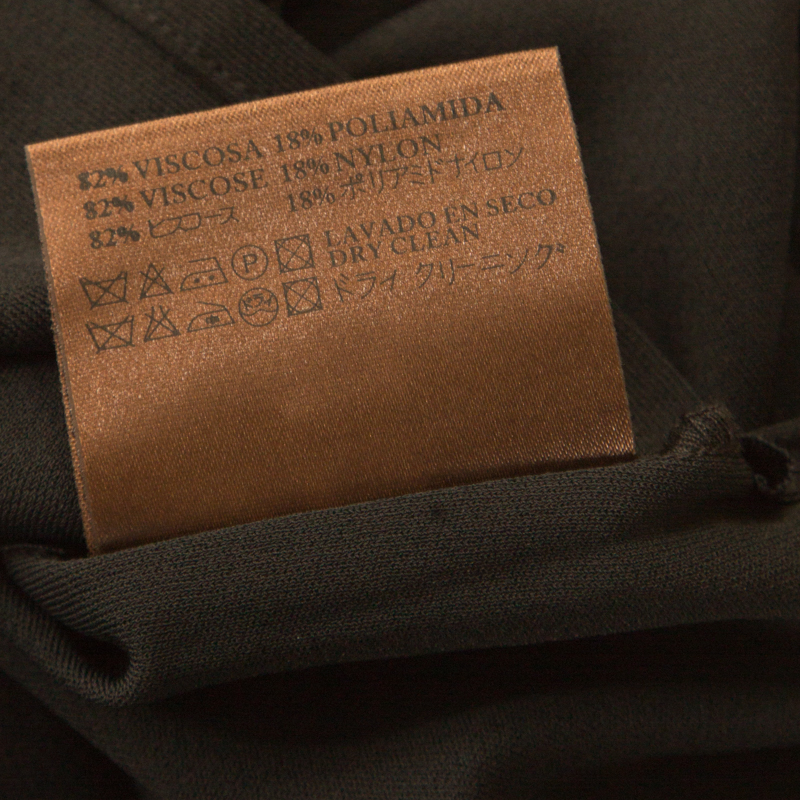 82% VISCOSA 18% POLIAMIDA
82% VISCOSE 18% NYLON
82% ビスコース 18% ポリアミドナイロン
P LAVADO EN SECO
DRY CLEAN
ドライ クリーニング